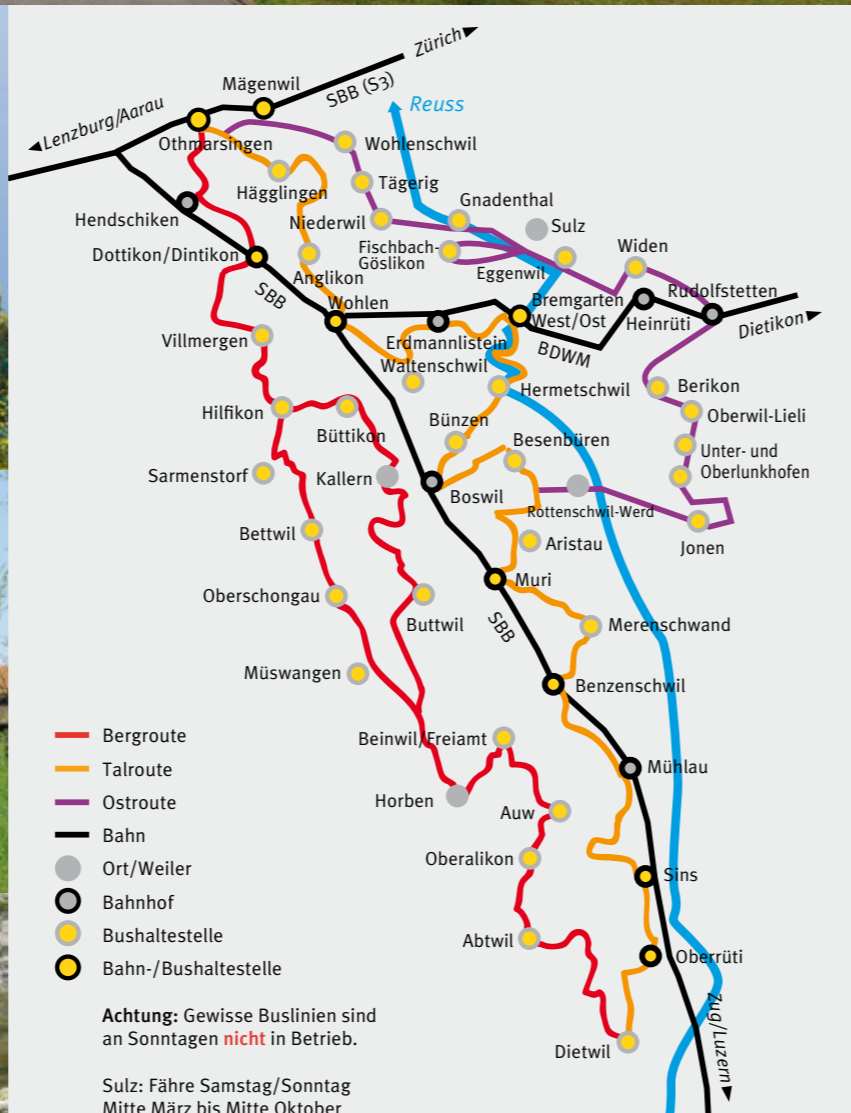 Zürich
Mägenwil
SBB (S3)
Lenzburg/Aarau
Reuss
Othmarsingen
Wohlenschwil
Hägglingen
Tägerig
Gnadenthal
Hendschiken
Niederwil
Sulz
Dottikon/Dintikon
Fischbach-
Göslikon
Widen
Anglikon
Eggenwil
SBB
Wohlen
Bremgarten
West/Ost
Rudolfstetten
Heinrüti
Dietikon
Villmergen
Erdmannlistein
BDWM
Waltenschwil
Hermetschwil
Berikon
Hilfikon
Büttikon
Bünzen
Besenbüren
Oberwil-Lieli
Unter- und
Oberlunkhofen
Sarmenstorf
Kallern
Boswil
Rottenschwil-Werd
Bettwil
Aristau
Jonen
Oberschongau
Buttwil
Muri
SBB
Merenschwand
Müswangen
Benzenschwil
Beinwil/Freiamt
Mühlau
Horben
Auw
Oberalikon
Sins
Abtwil
Oberrüti
Zug/Luzern
Dietwil
Bergroute
Talroute
Ostroute
Bahn
Ort/Weiler
Bahnhof
Bushaltestelle
Bahn-/Bushaltestelle
Achtung: Gewisse Buslinien sind
an Sonntagen nicht in Betrieb.
Sulz: Fähre Samstag/Sonntag
Mitte März bis Mitte Oktober